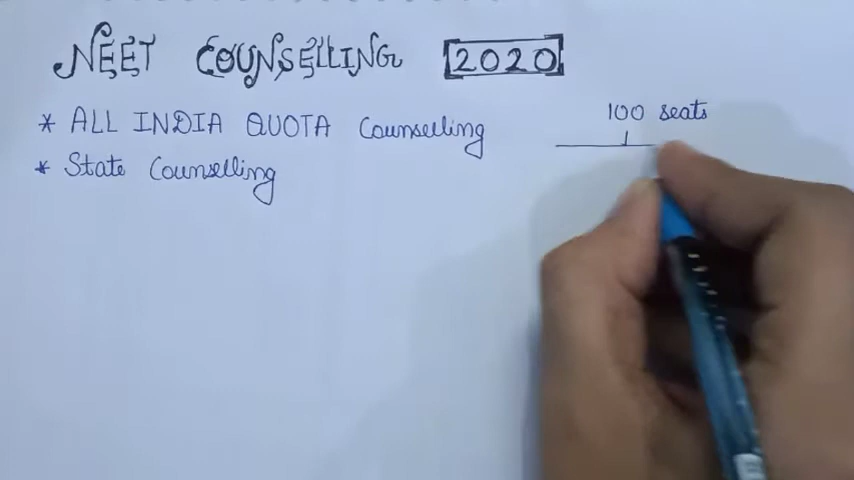 NEET COUNSELLING 2020
* ALL INDIA QUOTA Counselling
100 seats
* State Counselling